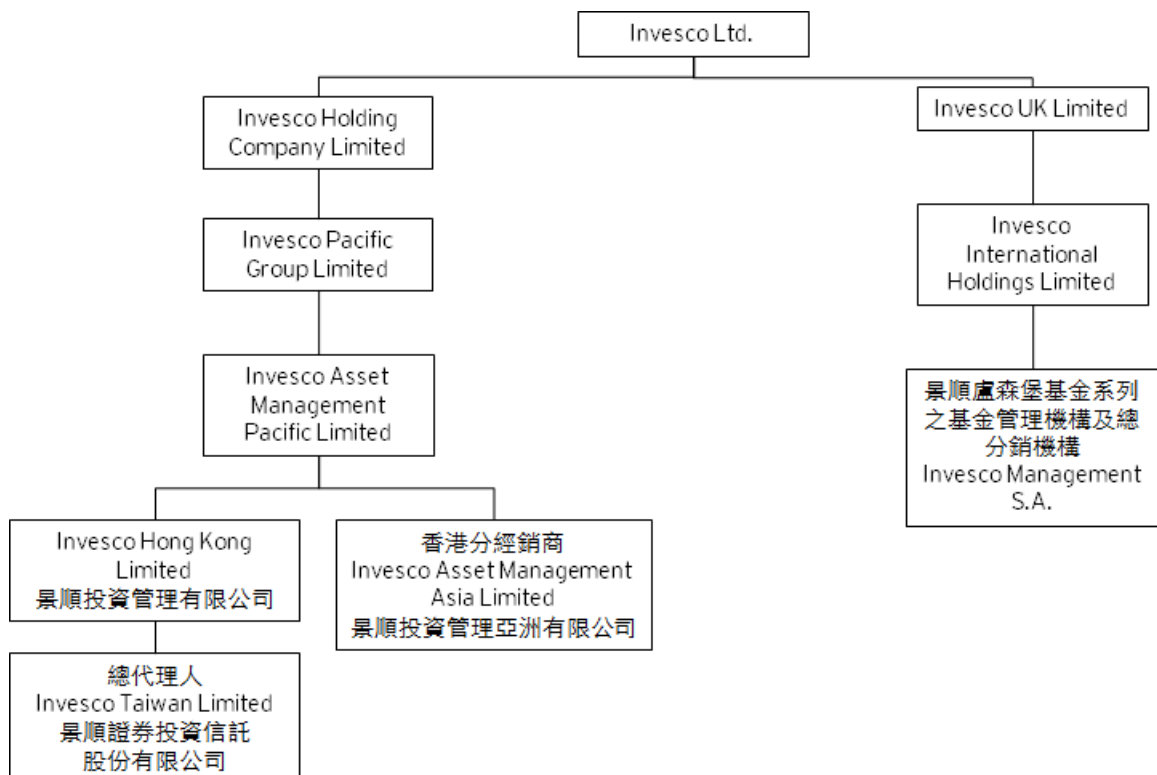 Invesco Ltd.
Invesco Holding
Company Limited
Invesco UK Limited
Invesco Pacific
Group Limited
Invesco
International
Holdings Limited
Invesco Asset
Management
Pacific Limited
景順盧森堡基金系列
之基金管理機構及總
分銷機構
Invesco Management
S.A.
Invesco Hong Kong
Limited
景順投資管理有限公司
香港分經銷商
Invesco Asset Management
Asia Limited
景順投資管理亞洲有限公司
總代理人
Invesco Taiwan Limited
景順證券投資信託
股份有限公司